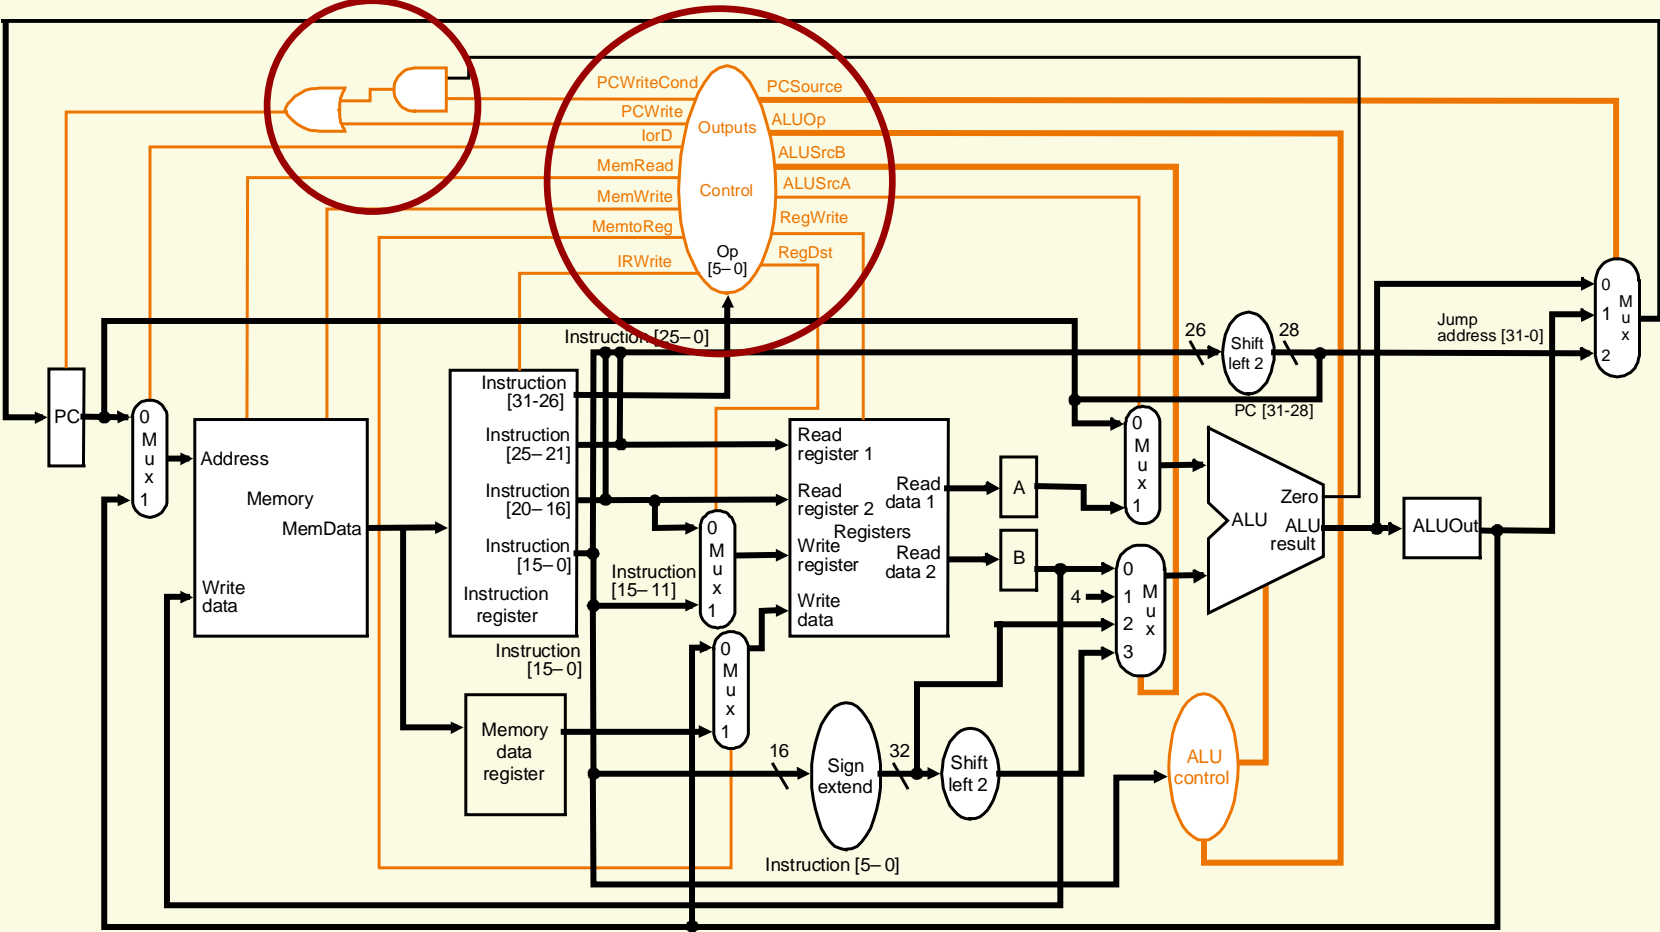 PCWriteCond
PCWrite
IorD
MemRead
MemWrite
MemtoReg
IRWrite
Outputs
Control
Op
[5–0]
PCSource
ALUOp
ALUSrcB
ALUSrcA
RegWrite
RegDst
Instruction [25–0]
26
Shift
left 2
28
Jump
address [31-0]
PC [31-28]
0
1
2
M
u
x
PC
0
M
u
x
1
Address
Memory
MemData
Write
data
Instruction
[31-26]
Instruction
[25–21]
Instruction
[20–16]
Instruction
[15–0]
Instruction
register
Instruction
[15–0]
Instruction
[15–11]
0
M
u
x
1
0
M
u
x
1
Memory
data
register
Read
register 1
Read
register 2
Registers
Write
register
Write
data
Read
data 1
Read
data 2
A
B
4
0
M
u
x
1
0
1
2
3
M
u
x
Zero
ALU
ALU
result
ALUOut
16
Sign
extend
32
Shift
left 2
ALU
control
Instruction [5–0]